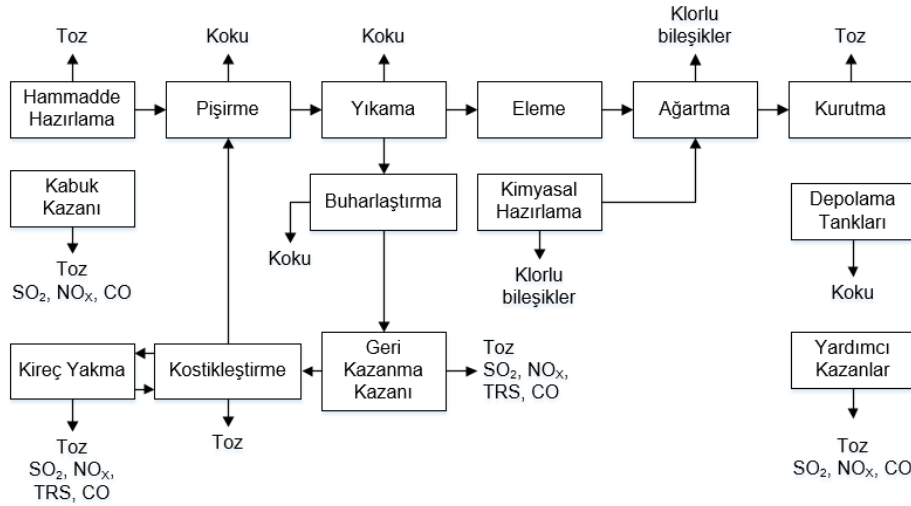 Toz
Koku
Koku
Klorlu
bileşikler
Toz
Hammadde
Hazırlama
Pişirme
Yıkama
Eleme
Ağartma
Kurutma
Kabuk
Kazanı
Buharlaştırma
Kimyasal
Hazırlama
Depolama
Tankları
Toz
SO₂, NOₓ, CO
Koku
Klorlu
bileşikler
Koku
Kireç Yakma
Kostikleştirme
Geri
Kazanma
Kazanı
Toz
SO₂, NOₓ,
TRS, CO
Yardımcı
Kazanlar
Toz
SO₂, NOₓ,
TRS, CO
Toz
Toz
SO₂, NOₓ, CO